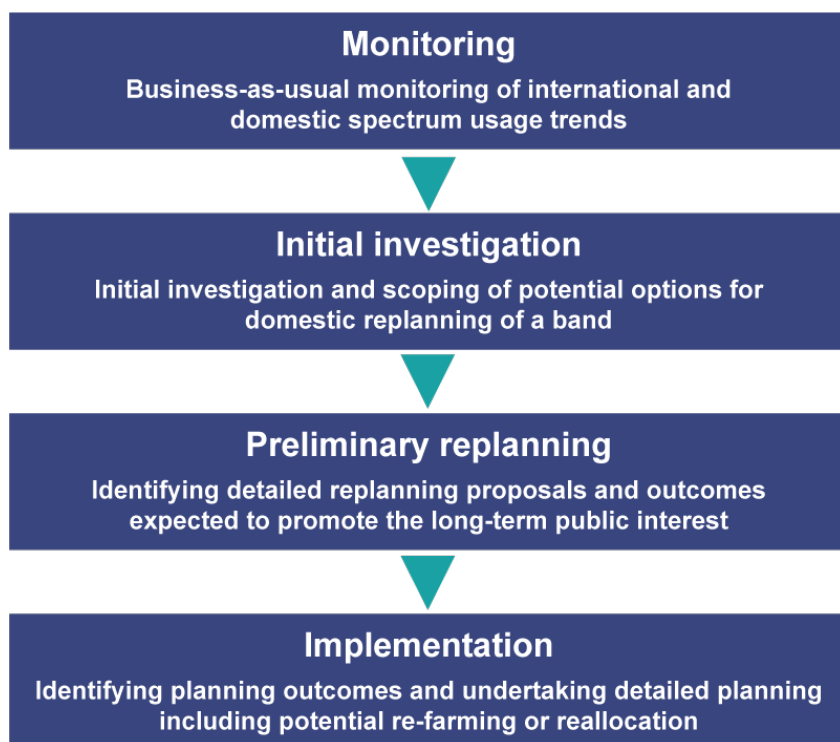 Monitoring
Business-as-usual monitoring of international and
domestic spectrum usage trends
Initial investigation
Initial investigation and scoping of potential options for
domestic replanning of a band
Preliminary replanning
Identifying detailed replanning proposals and outcomes
expected to promote the long-term public interest
Implementation
Identifying planning outcomes and undertaking detailed planning
including potential re-farming or reallocation